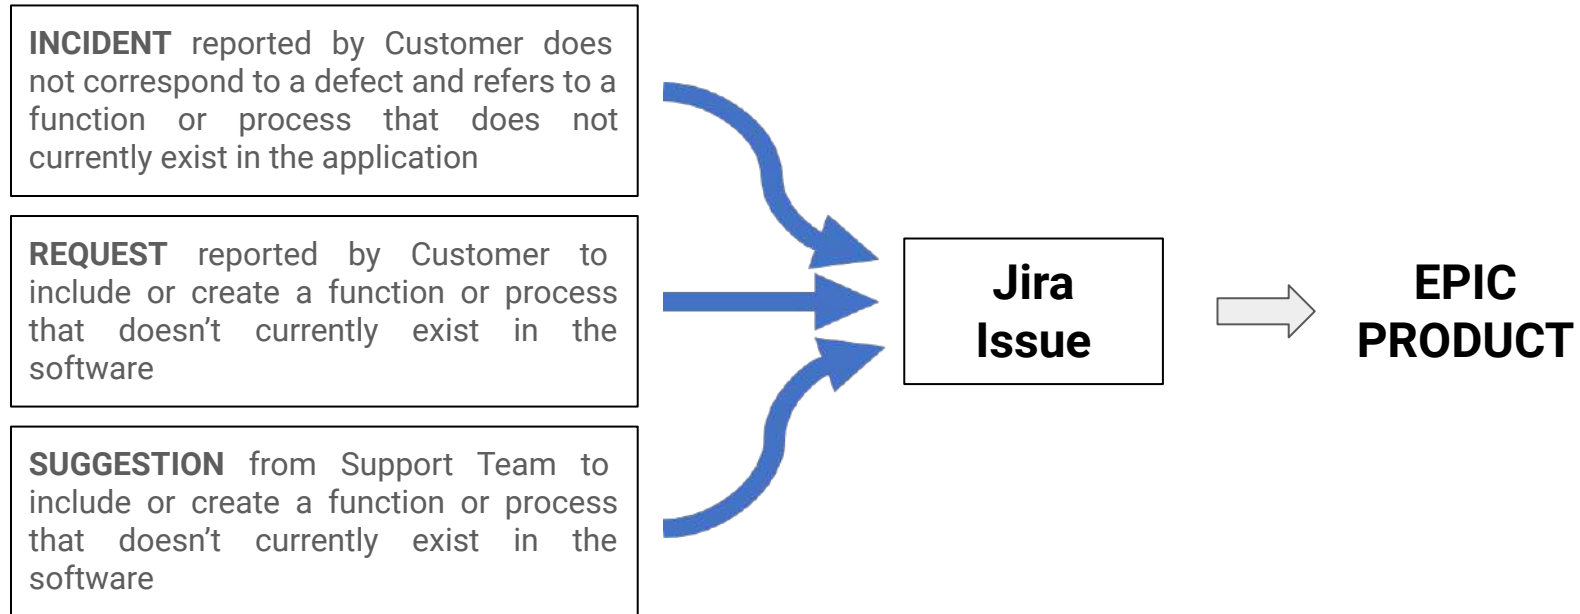 INCIDENT reported by Customer does
not correspond to a defect and refers to a
function or process that does not
currently exist in the application
REQUEST reported by Customer to
include or create a function or process
that doesn’t currently exist in the
software
SUGGESTION from Support Team to
include or create a function or process
that doesn’t currently exist in the
software
Jira
Issue
EPIC
PRODUCT